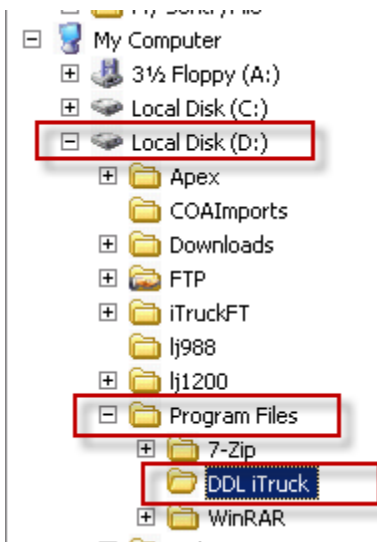 My Computer
3½ Floppy (A:)
Local Disk (C:)
Local Disk (D:)
Apex
COAImports
Downloads
FTP
iTruckFT
lj988
lj1200
Program Files
7-Zip
DDL iTruck
WinRAR